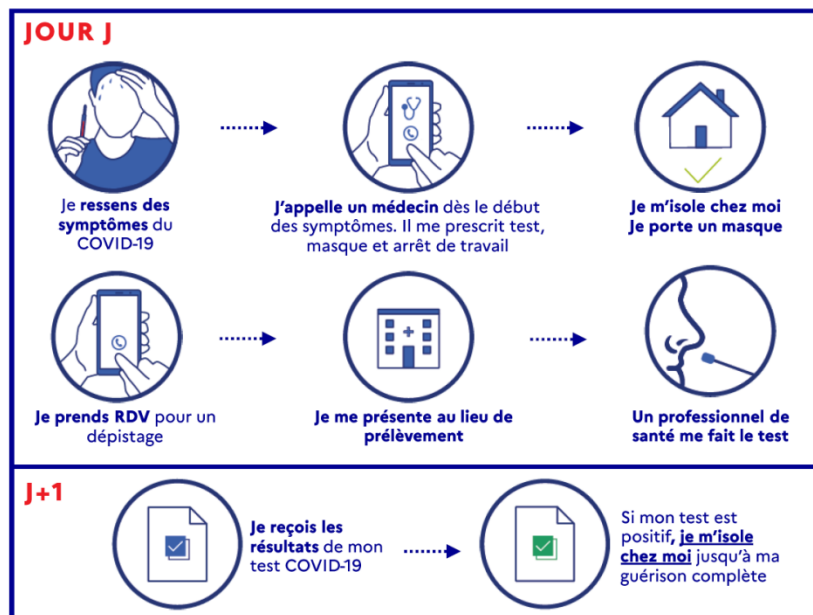 JOUR J
Je ressens des
symptômes du
COVID-19
J'appelle un médecin dès le début
des symptômes. Il me prescrit test,
masque et arrêt de travail
Je m'isole chez moi
Je porte un masque
Je prends RDV pour un
dépistage
Je me présente au lieu de
prélèvement
Un professionnel de
santé me fait le test
J+1
Je reçois les
résultats de mon
test COVID-19
Si mon test est
positif, je m'isole
chez moi jusqu'à ma
guérison complète